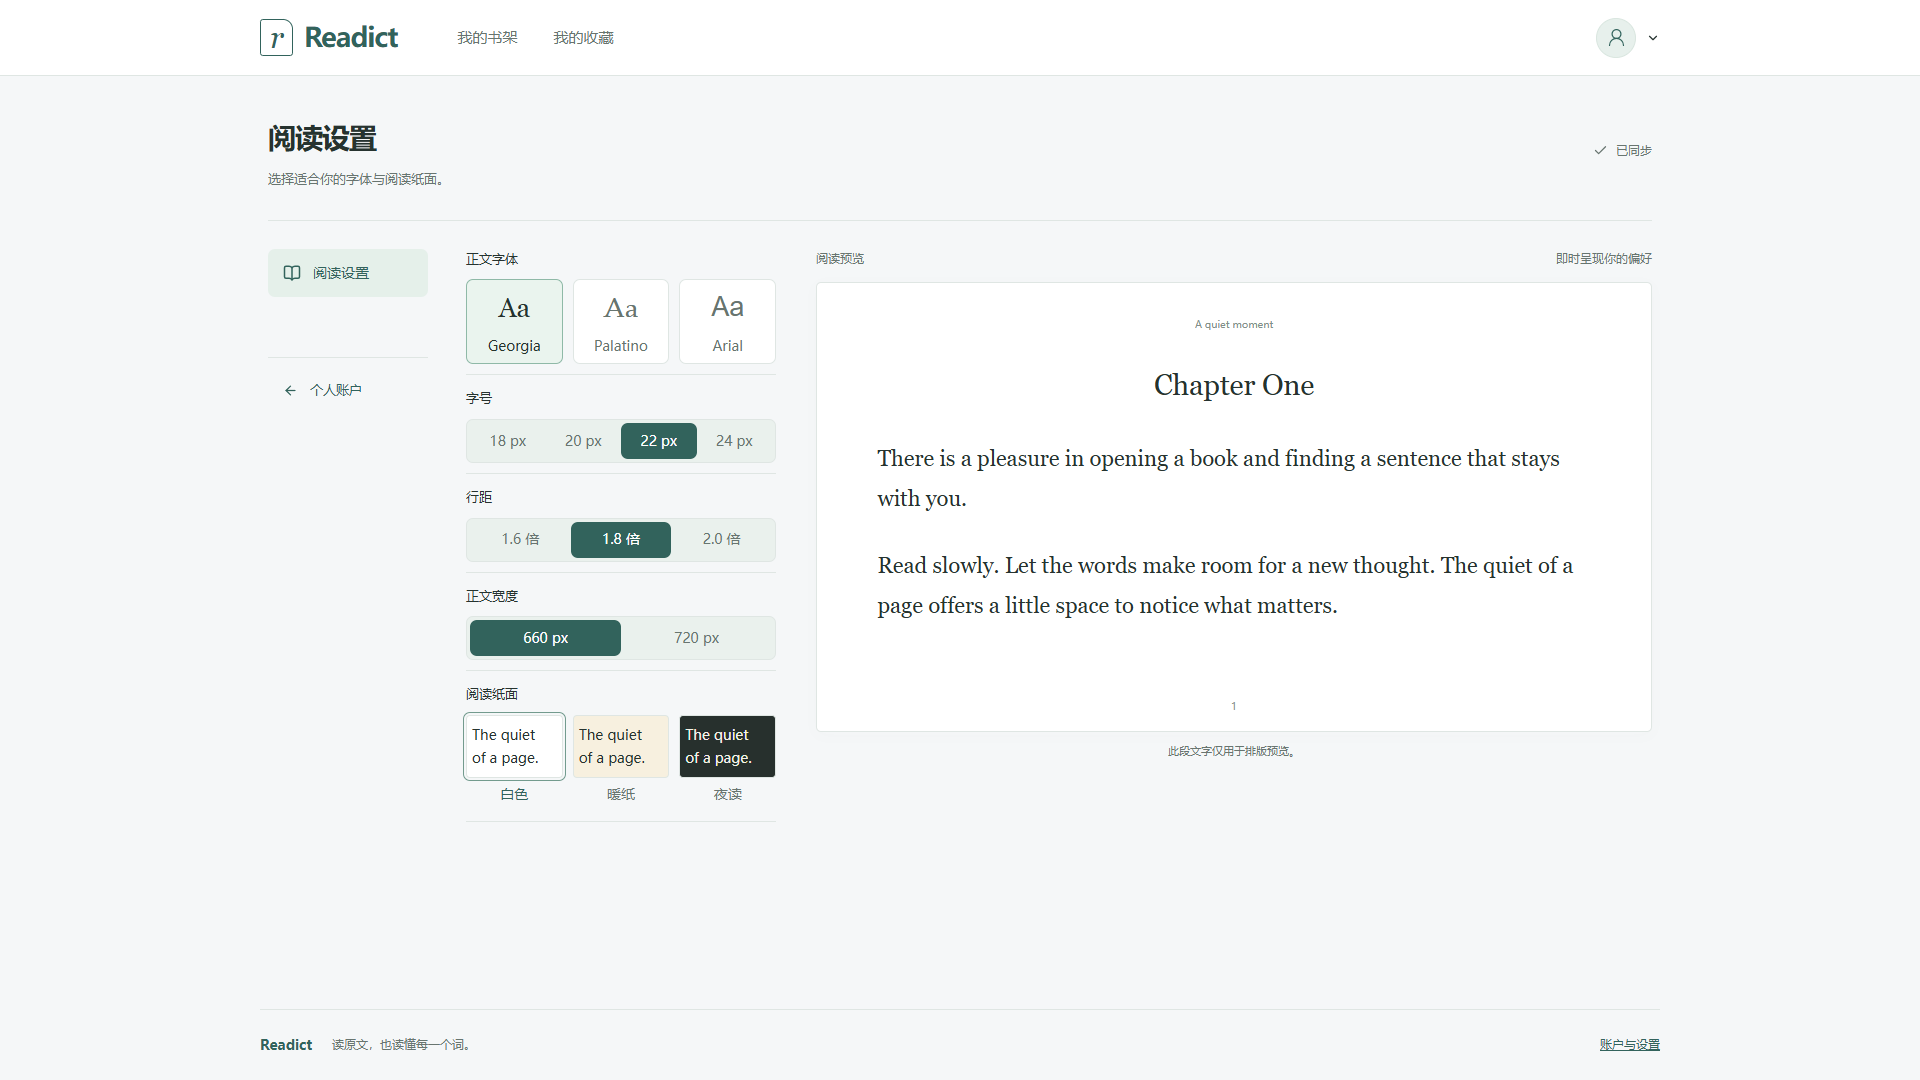 r Readict 我的书架 我的收藏
阅读设置
已同步
选择适合你的字体与阅读纸面。
阅读设置
个人账户
正文字体
Aa Aa Aa
Georgia Palatino Arial
字号
18 px 20 px 22 px 24 px
行距
1.6 倍 1.8 倍 2.0 倍
正文宽度
660 px 720 px
阅读纸面
The quiet
of a page.
白色
The quiet
of a page.
暖纸
The quiet
of a page.
夜读
阅读预览 即时呈现你的偏好
A quiet moment
Chapter One
There is a pleasure in opening a book and finding a sentence that stays
with you.
Read slowly. Let the words make room for a new thought. The quiet of a
page offers a little space to notice what matters.
1
此段文字仅用于排版预览。
Readict 读原文，也读懂每一个词。 账户与设置